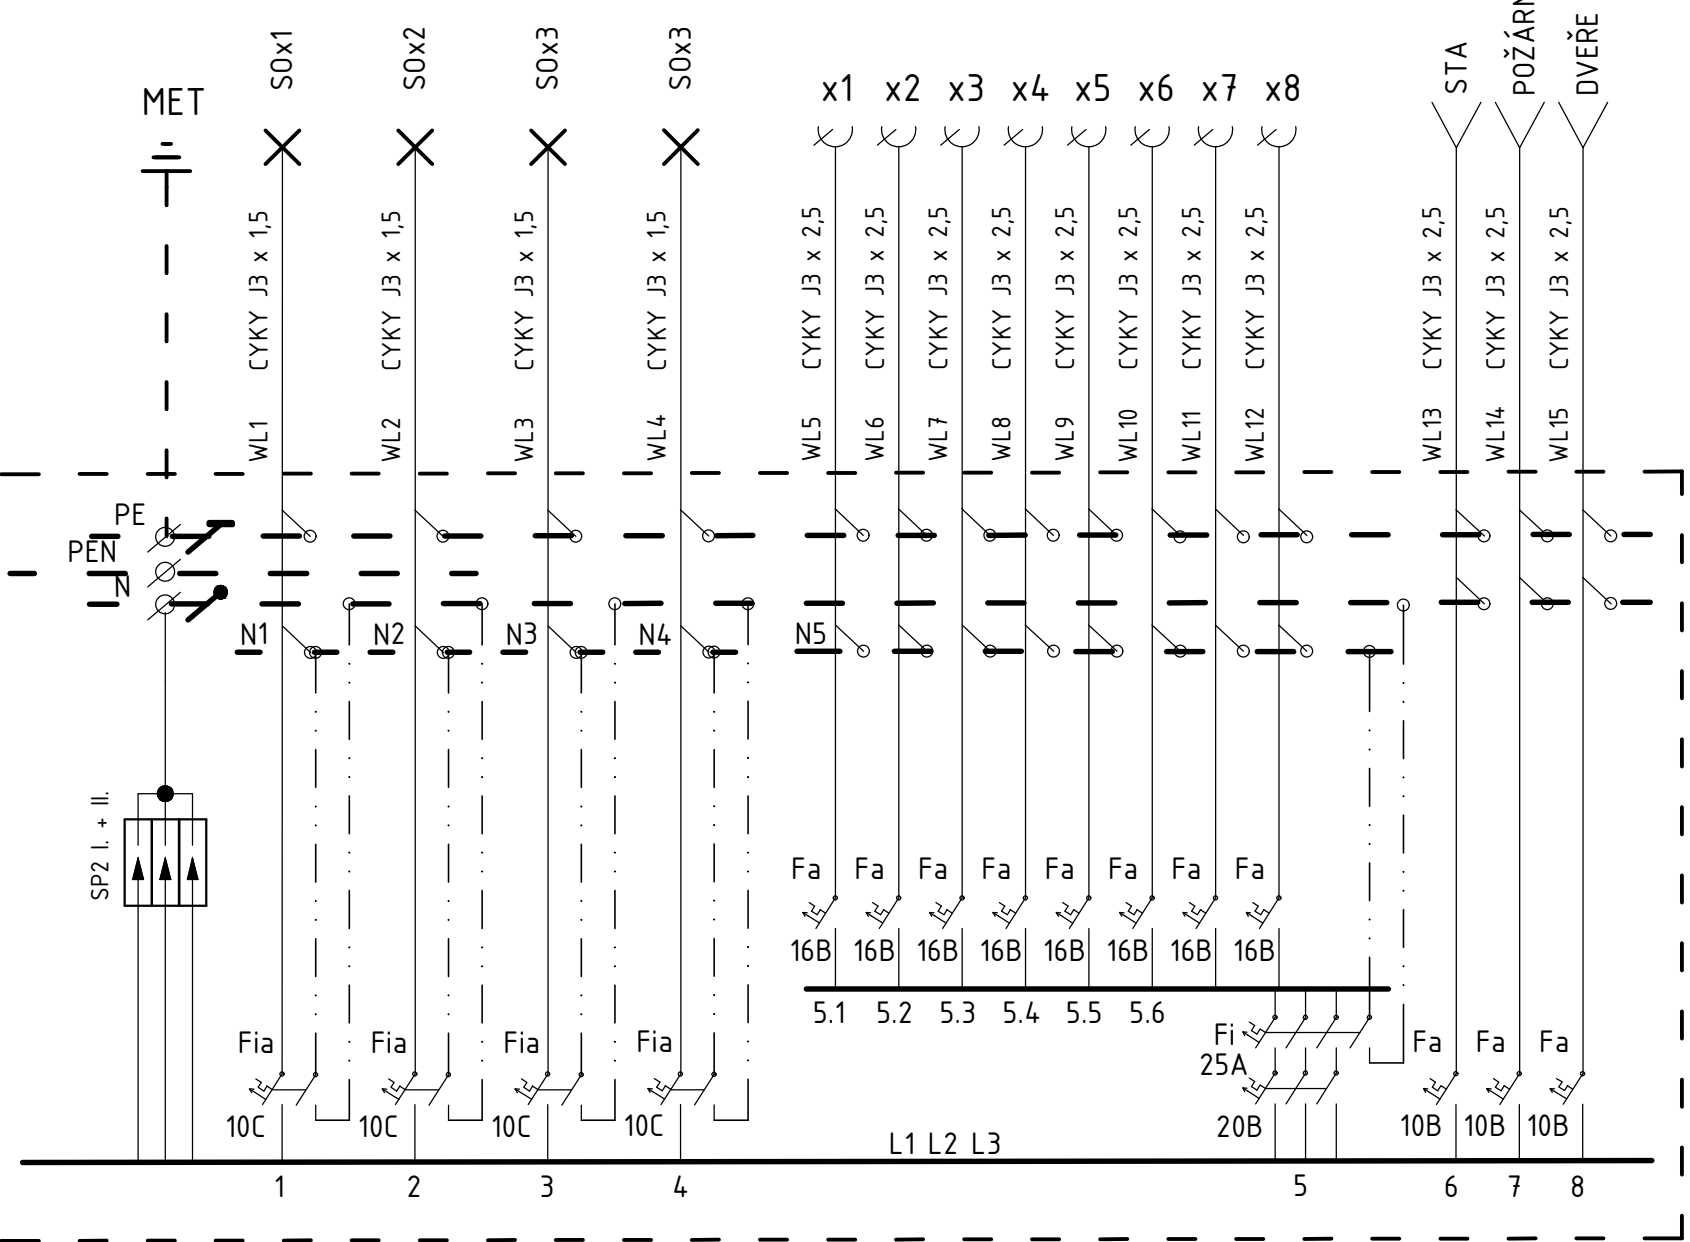 MET
SOx1
SOx2
SOx3
SOx3
x1 x2 x3 x4 x5 x6 x7 x8
STA
DVĚŘE
CYKY J3 x 1,5
CYKY J3 x 1,5
CYKY J3 x 1,5
CYKY J3 x 1,5
CYKY J3 x 2,5
CYKY J3 x 2,5
CYKY J3 x 2,5
CYKY J3 x 2,5
CYKY J3 x 2,5
CYKY J3 x 2,5
CYKY J3 x 2,5
CYKY J3 x 2,5
CYKY J3 x 2,5
CYKY J3 x 2,5
CYKY J3 x 2,5
WL1
WL2
WL3
WL4
WL5
WL6
WL7
WL8
WL9
WL10
WL11
WL12
WL13
WL14
WL15
PE
PEN
N
N1 N2 N3 N4 N5
SP2 I. + II.
Fa Fa Fa Fa Fa Fa Fa Fa
16B 16B 16B 16B 16B 16B 16B 16B
5.1 5.2 5.3 5.4 5.5 5.6
Fia Fia Fia Fia Fi Fa Fa Fa
25A
10C 10C 10C 10C 20B 10B 10B 10B
L1 L2 L3
1 2 3 4 5 6 7 8